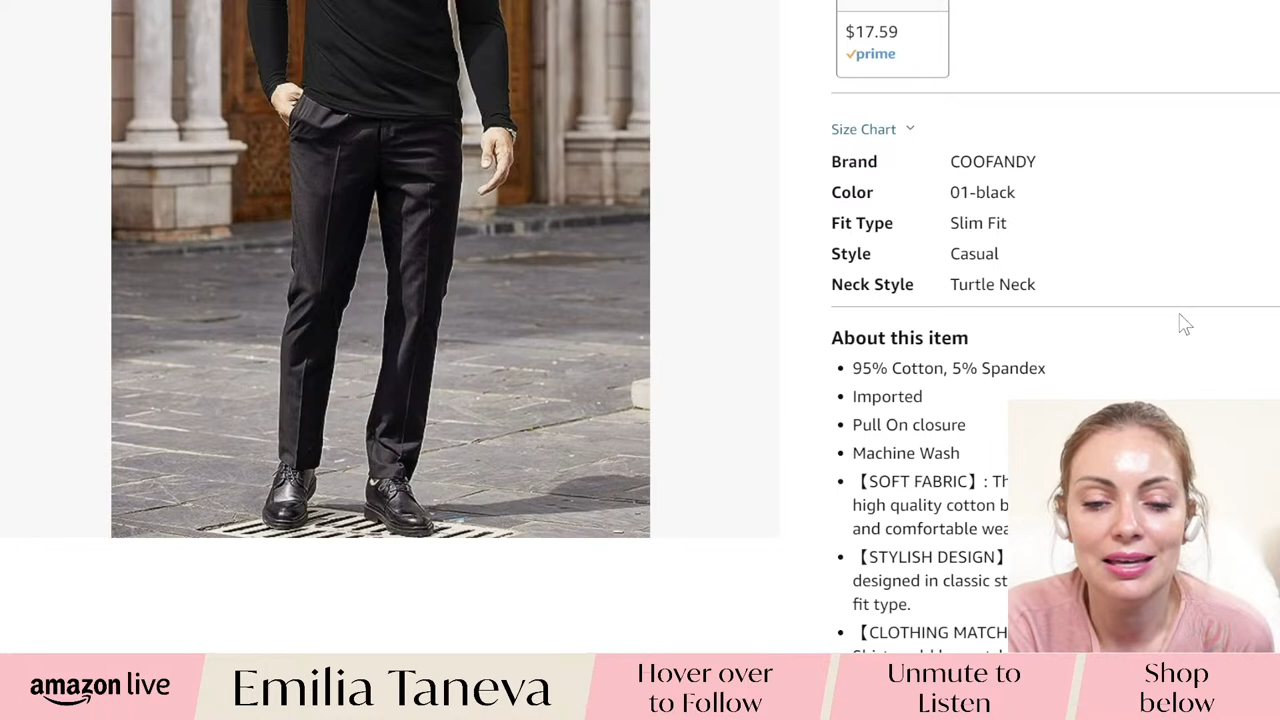 $17.59
prime
Size Chart
Brand COOFANDY
Color 01-black
Fit Type Slim Fit
Style Casual
Neck Style Turtle Neck
About this item
• 95% Cotton, 5% Spandex
• Imported
• Pull On closure
• Machine Wash
• 【SOFT FABRIC】: Th
high quality cotton b
and comfortable wea
• 【STYLISH DESIGN】
designed in classic st
fit type.
• 【CLOTHING MATCH
amazon live
Emilia Taneva
Hover over
to Follow
Unmute to
Listen
Shop
below